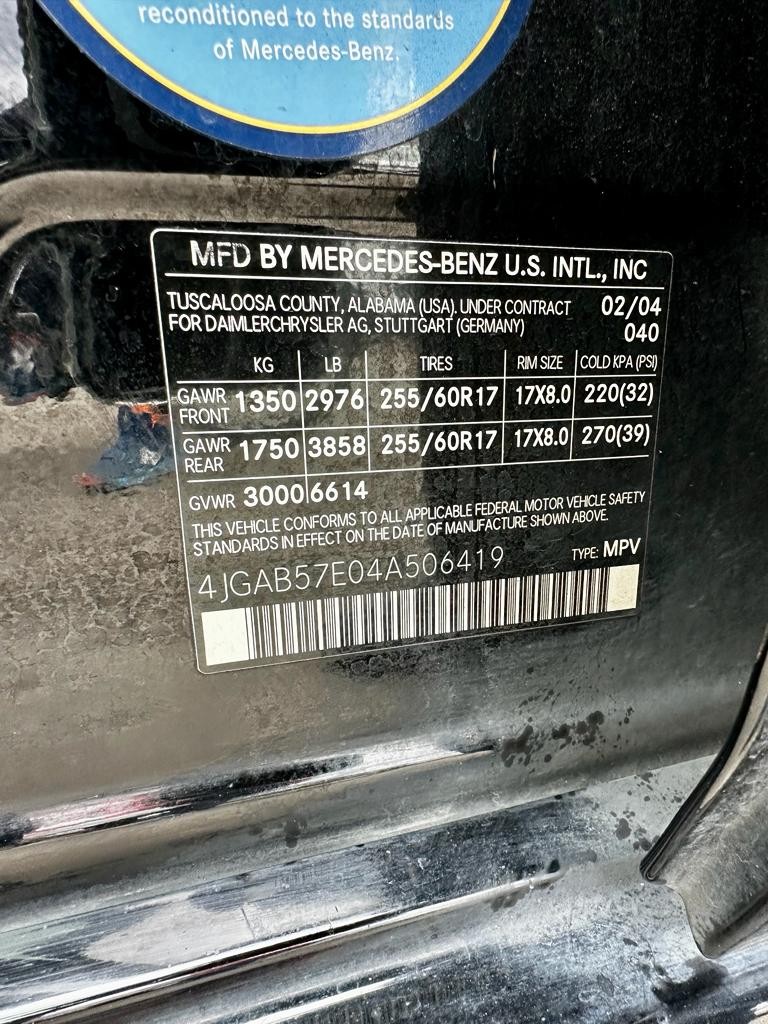 reconditioned to the standards
of Mercedes-Benz.
MFD BY MERCEDES-BENZ U.S. INTL., INC
TUSCALOOSA COUNTY, ALABAMA (USA). UNDER CONTRACT 02/04
FOR DAIMLERCHRYSLER AG, STUTTGART (GERMANY) 040
KG LB TIRES RIM SIZE COLD KPA (PSI)
GAWR FRONT 1350 2976 255/60R17 17X8.0 220(32)
GAWR REAR 1750 3858 255/60R17 17X8.0 270(39)
GVWR 3000 6614
THIS VEHICLE CONFORMS TO ALL APPLICABLE FEDERAL MOTOR VEHICLE SAFETY
STANDARDS IN EFFECT ON THE DATE OF MANUFACTURE SHOWN ABOVE.
4JGAB57E04A506419 TYPE: MPV